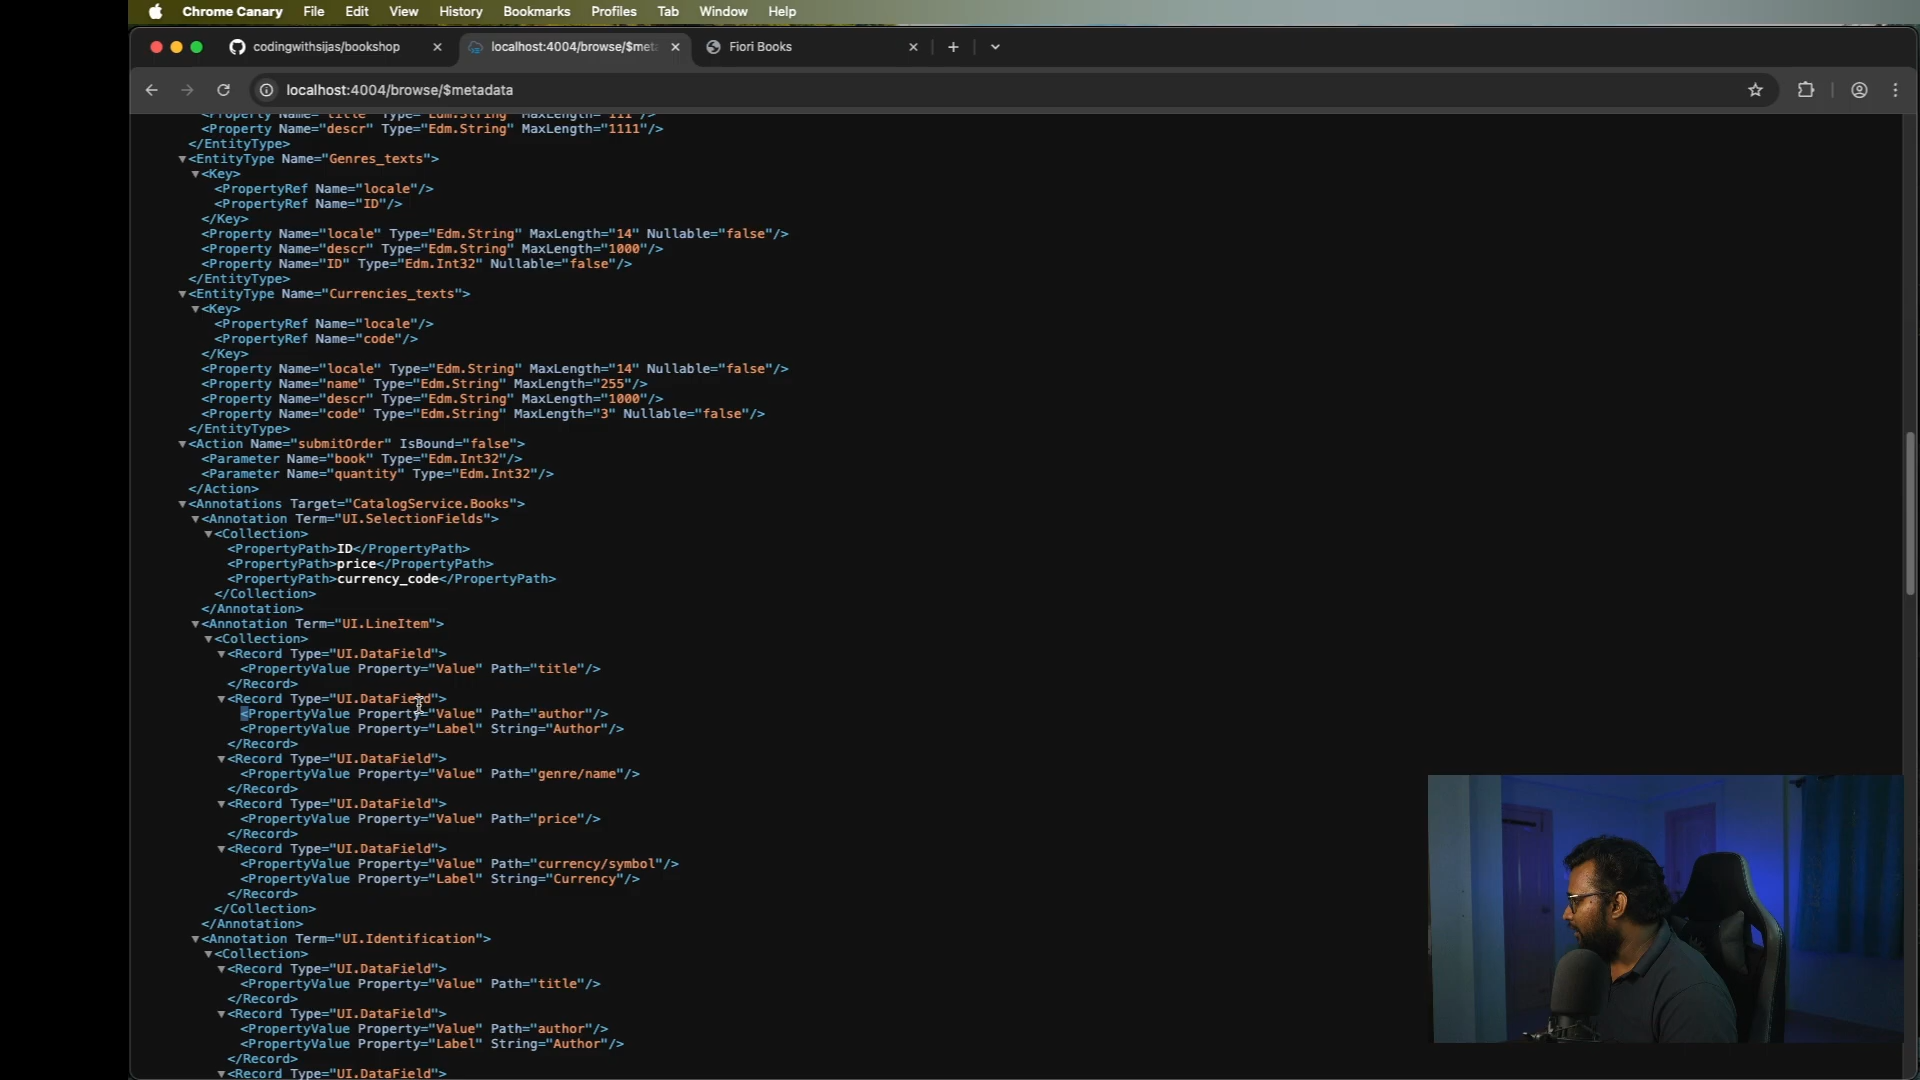 Chrome Canary File Edit View History Bookmarks Profiles Tab Window Help
codingwithsijas/bookshop localhost:4004/browse/$meta Fiori Books
localhost:4004/browse/$metadata
<Property Name="title" Type="Edm.String" MaxLength="111"/>
<Property Name="descr" Type="Edm.String" MaxLength="1111"/>
</EntityType>
▼<EntityType Name="Genres_texts">
▼<Key>
<PropertyRef Name="locale"/>
<PropertyRef Name="ID"/>
</Key>
<Property Name="locale" Type="Edm.String" MaxLength="14" Nullable="false"/>
<Property Name="descr" Type="Edm.String" MaxLength="1000"/>
<Property Name="ID" Type="Edm.Int32" Nullable="false"/>
</EntityType>
▼<EntityType Name="Currencies_texts">
▼<Key>
<PropertyRef Name="locale"/>
<PropertyRef Name="code"/>
</Key>
<Property Name="locale" Type="Edm.String" MaxLength="14" Nullable="false"/>
<Property Name="name" Type="Edm.String" MaxLength="255"/>
<Property Name="descr" Type="Edm.String" MaxLength="1000"/>
<Property Name="code" Type="Edm.String" MaxLength="3" Nullable="false"/>
</EntityType>
▼<Action Name="submitOrder" IsBound="false">
<Parameter Name="book" Type="Edm.Int32"/>
<Parameter Name="quantity" Type="Edm.Int32"/>
</Action>
▼<Annotations Target="CatalogService.Books">
▼<Annotation Term="UI.SelectionFields">
▼<Collection>
<PropertyPath>ID</PropertyPath>
<PropertyPath>price</PropertyPath>
<PropertyPath>currency_code</PropertyPath>
</Collection>
</Annotation>
▼<Annotation Term="UI.LineItem">
▼<Collection>
▼<Record Type="UI.DataField">
<PropertyValue Property="Value" Path="title"/>
</Record>
▼<Record Type="UI.DataField">
<PropertyValue Property="Value" Path="author"/>
<PropertyValue Property="Label" String="Author"/>
</Record>
▼<Record Type="UI.DataField">
<PropertyValue Property="Value" Path="genre/name"/>
</Record>
▼<Record Type="UI.DataField">
<PropertyValue Property="Value" Path="price"/>
</Record>
▼<Record Type="UI.DataField">
<PropertyValue Property="Value" Path="currency/symbol"/>
<PropertyValue Property="Label" String="Currency"/>
</Record>
</Collection>
</Annotation>
▼<Annotation Term="UI.Identification">
▼<Collection>
▼<Record Type="UI.DataField">
<PropertyValue Property="Value" Path="title"/>
</Record>
▼<Record Type="UI.DataField">
<PropertyValue Property="Value" Path="author"/>
<PropertyValue Property="Label" String="Author"/>
</Record>
▼<Record Type="UI.DataField">